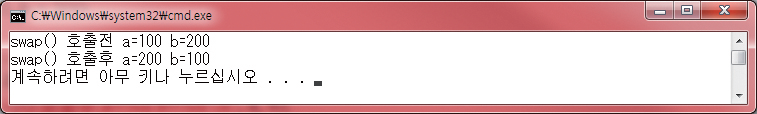 C:₩Windows₩system32₩cmd.exe
swap() 호출전 a=100 b=200
swap() 호출후 a=200 b=100
계속하려면 아무 키나 누르십시오 . . .